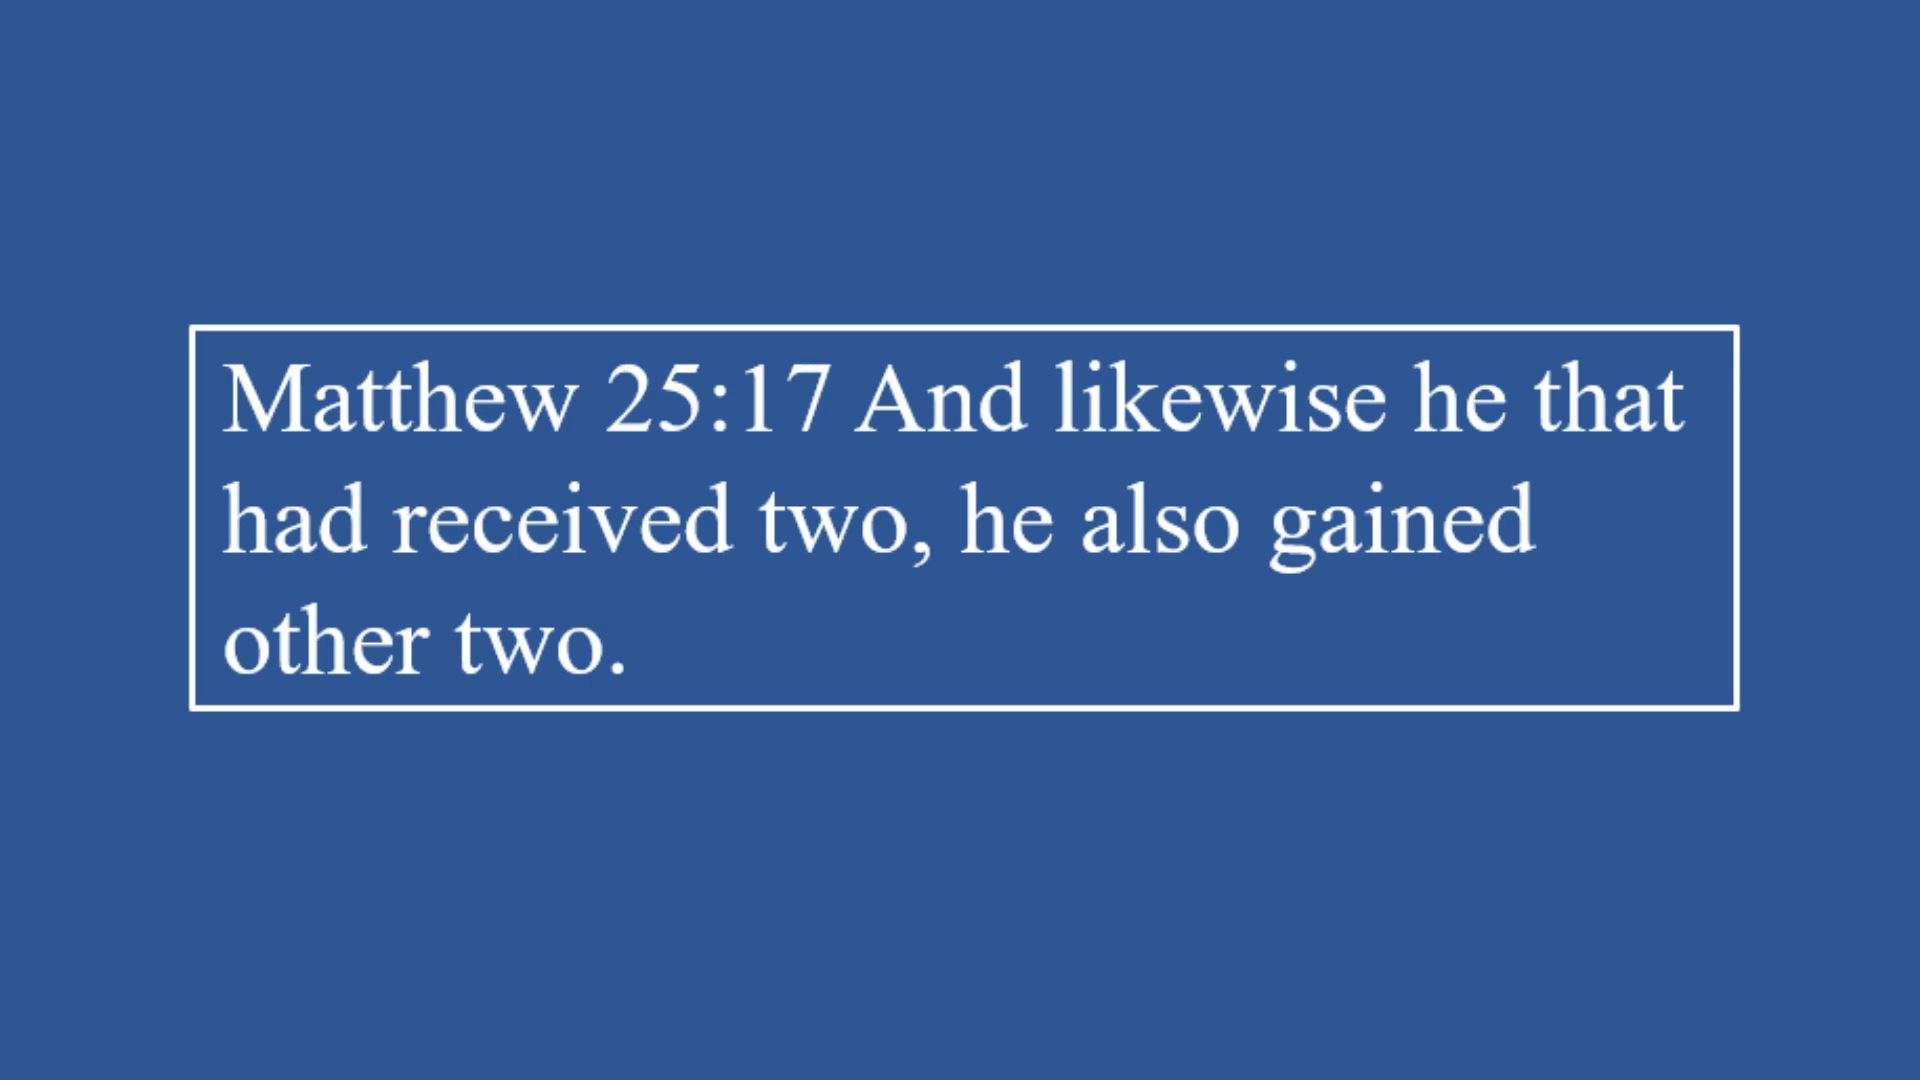 Matthew 25:17 And likewise he that
had received two, he also gained
other two.